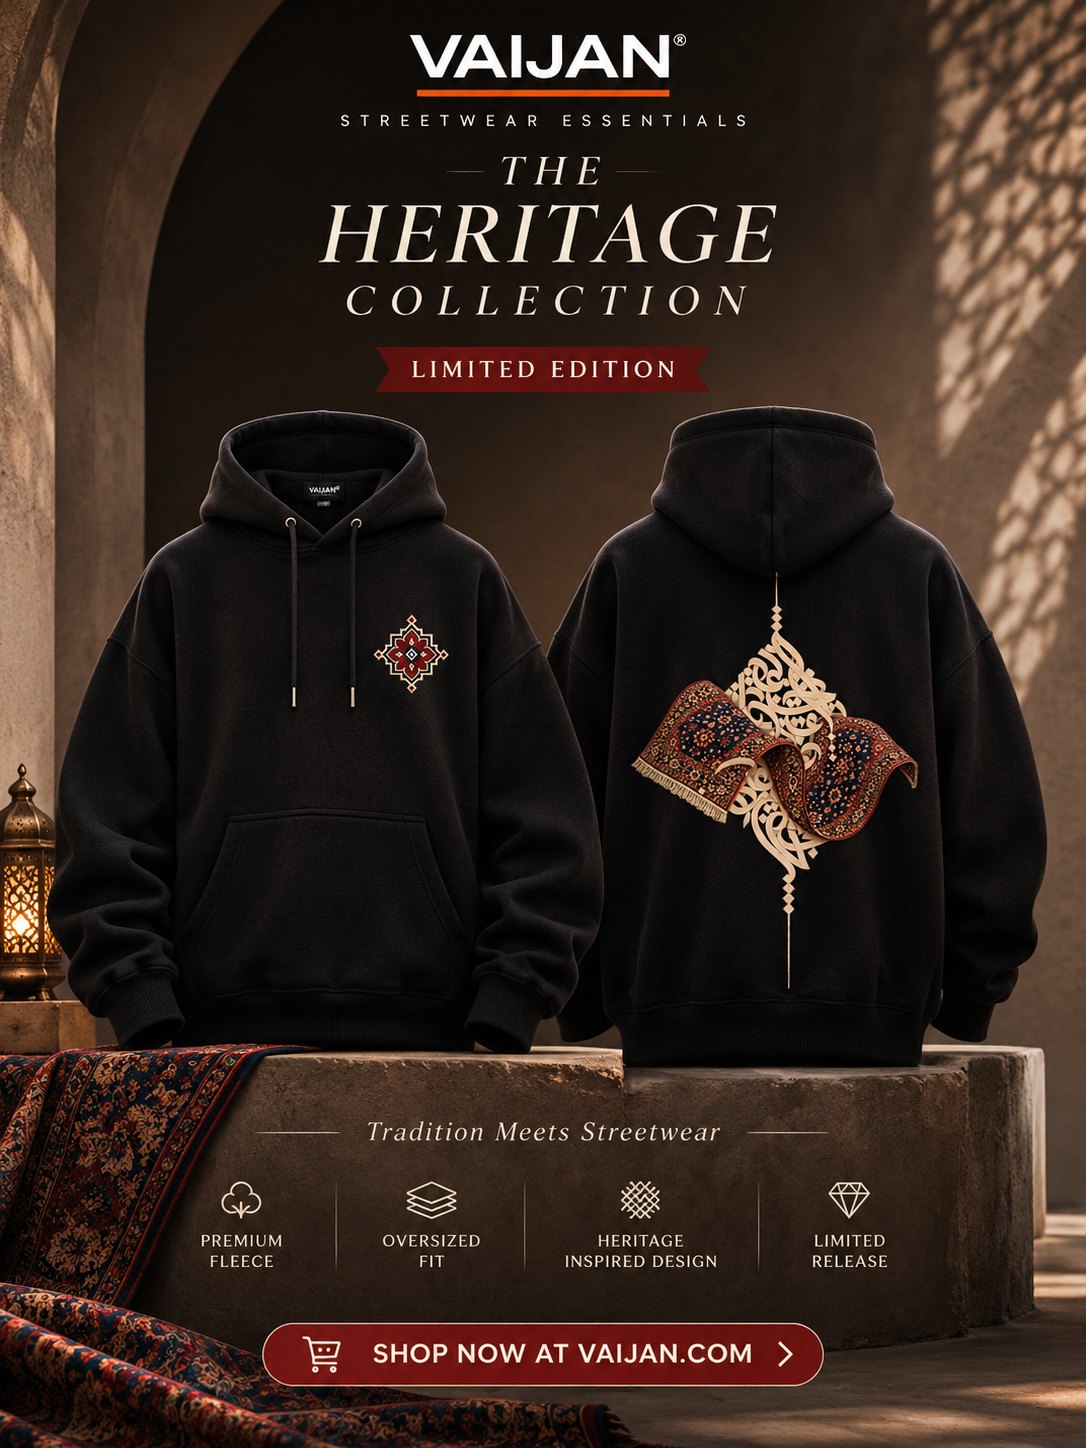 VAIJAN®
STREETWEAR ESSENTIALS
THE
HERITAGE
COLLECTION
LIMITED EDITION
VAIJAN®
Tradition Meets Streetwear
PREMIUM
FLEECE
OVERSIZED
FIT
HERITAGE
INSPIRED DESIGN
LIMITED
RELEASE
SHOP NOW AT VAIJAN.COM